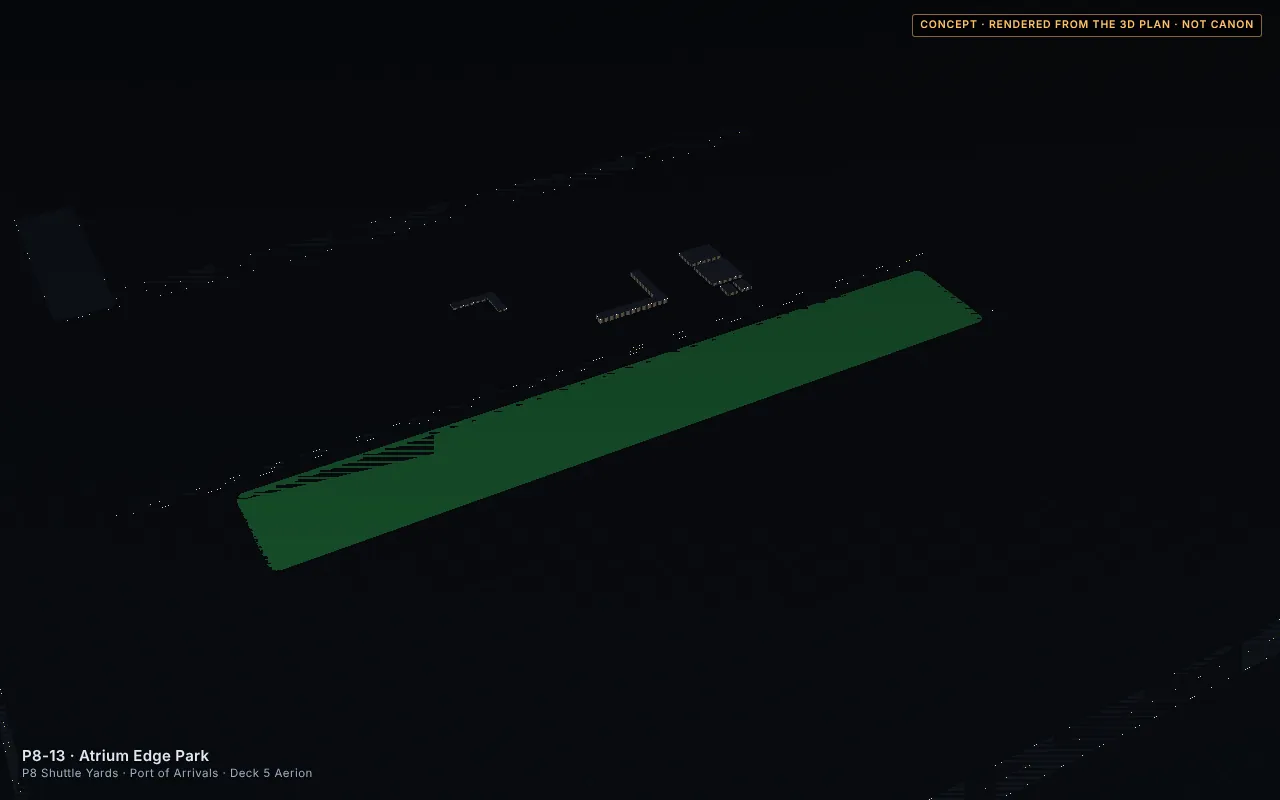 CONCEPT · RENDERED FROM THE 3D PLAN · NOT CANON
P8-13 · Atrium Edge Park
P8 Shuttle Yards · Port of Arrivals · Deck 5 Aerion